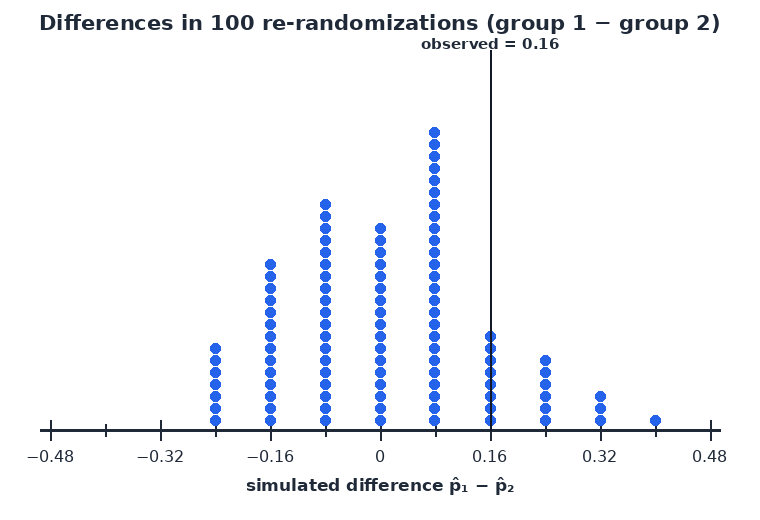 Differences in 100 re-randomizations (group 1 − group 2)
observed = 0.16
−0.48 −0.32 −0.16 0 0.16 0.32 0.48
simulated difference p̂₁ − p̂₂